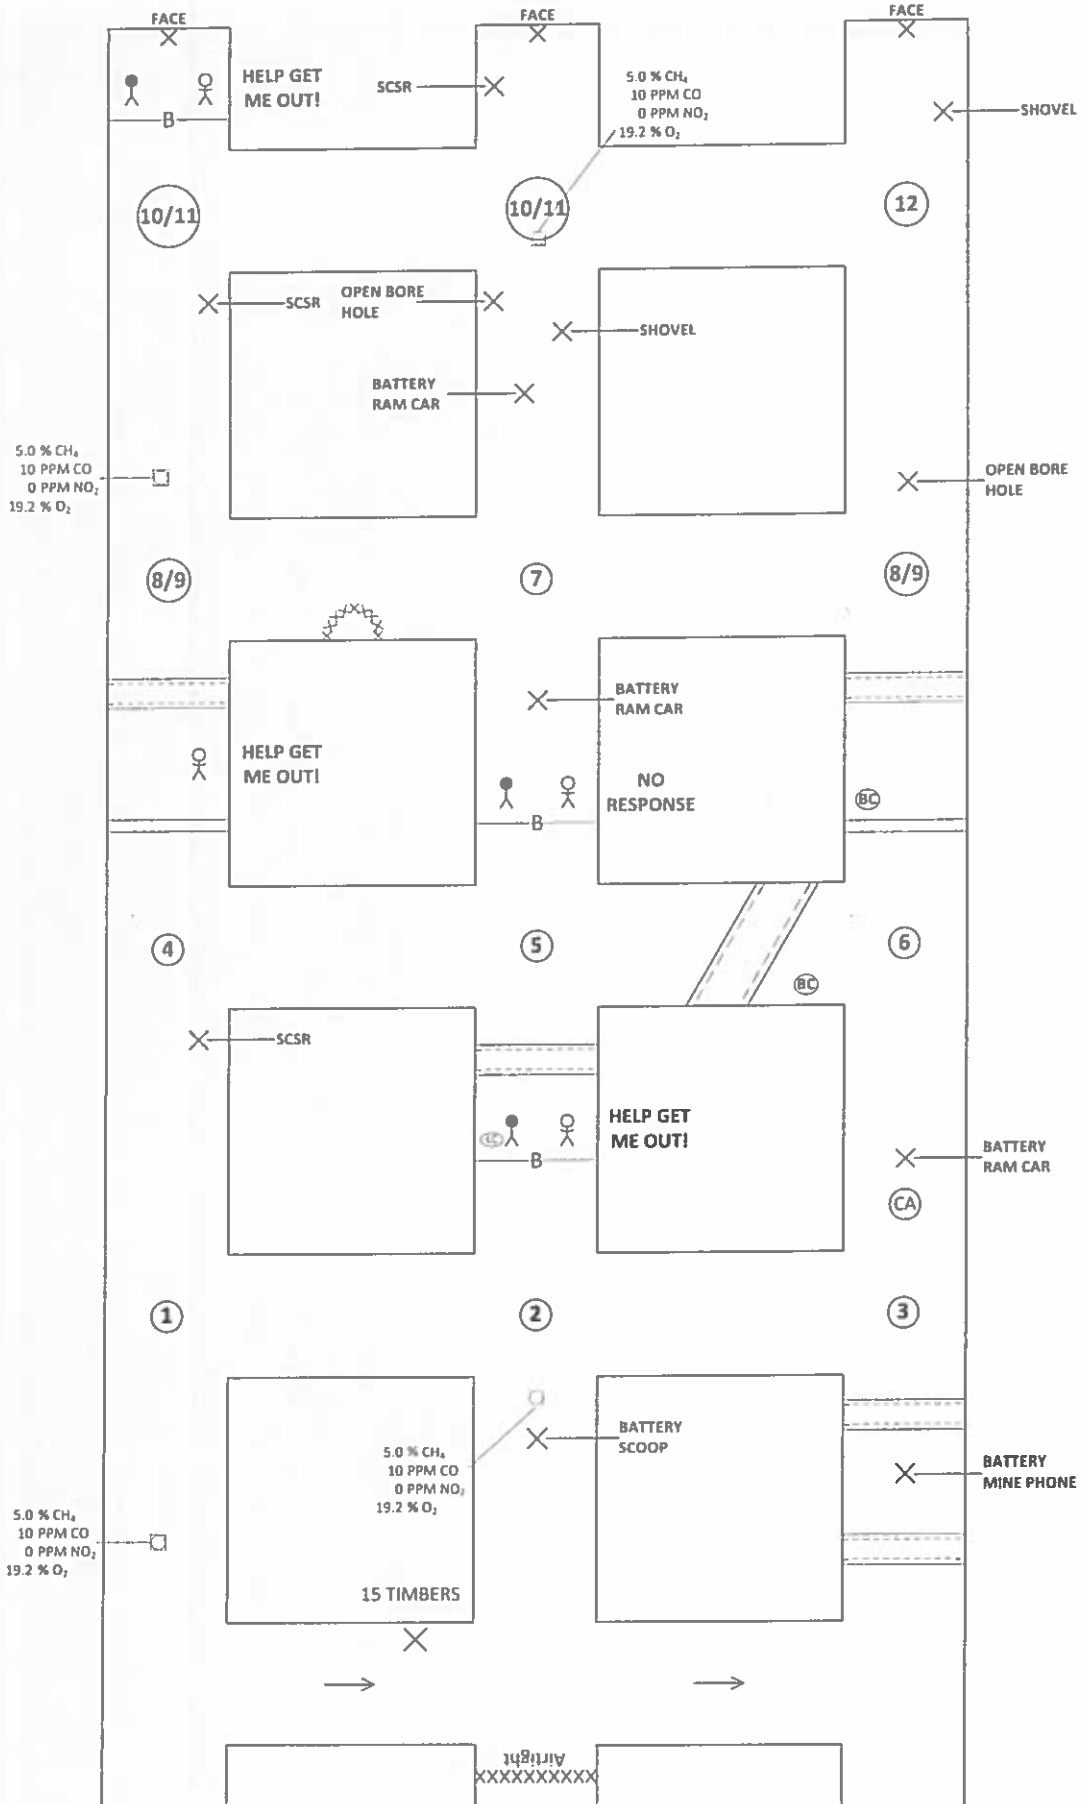 FACE
FACE
FACE
HELP GET
ME OUT!
SCSR
5.0 % CH₄
10 PPM CO
0 PPM NO₂
19.2 % O₂
SHOVEL
B
10/11
10/11
12
SCSR
OPEN BORE
HOLE
SHOVEL
BATTERY
RAM CAR
5.0 % CH₄
10 PPM CO
0 PPM NO₂
19.2 % O₂
OPEN BORE
HOLE
8/9
7
8/9
BATTERY
RAM CAR
HELP GET
ME OUT!
NO
RESPONSE
BC
B
4
5
6
BC
SCSR
HELP GET
ME OUT!
LC
B
BATTERY
RAM CAR
CA
1
2
3
BATTERY
SCOOP
5.0 % CH₄
10 PPM CO
0 PPM NO₂
19.2 % O₂
BATTERY
MINE PHONE
5.0 % CH₄
10 PPM CO
0 PPM NO₂
19.2 % O₂
15 TIMBERS
Airtight
XXXXXXXXXX